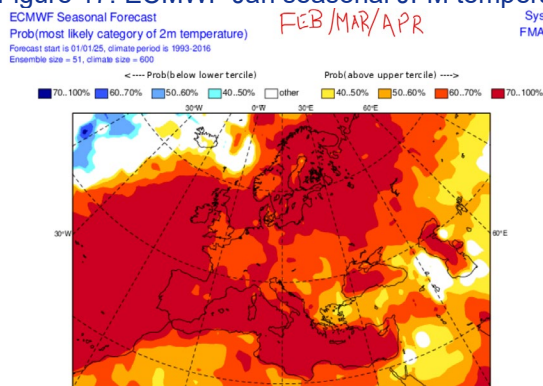 ECMWF Seasonal Forecast
FEB/MAR/APR
Prob(most likely category of 2m temperature)
FMA
Forecast start is 01/01/25, climate period is 1993-2016
Ensemble size = 51, climate size = 600
<---- Prob(below lower tercile)
Prob(above upper tercile) ---->
70..100% 60..70% 50..60% 40..50% other 40..50% 50..60% 60..70% 70..100%
30°W 0°W 30°E 60°E
30°W 60°E